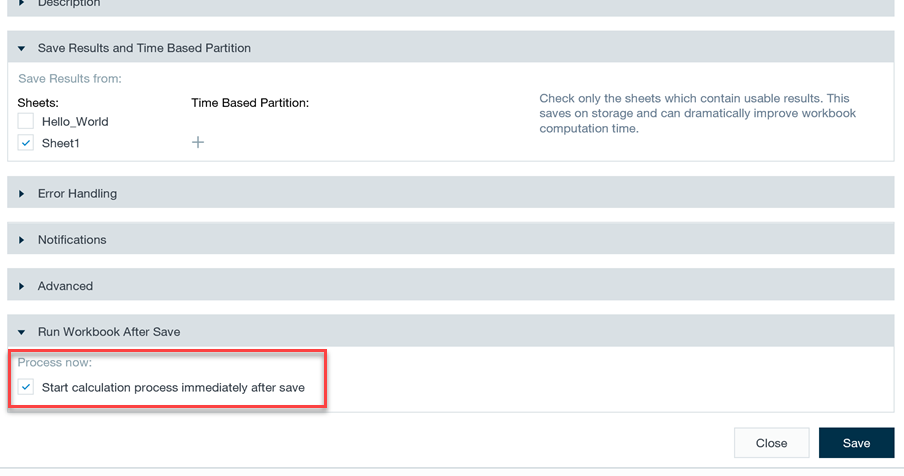 Description
Save Results and Time Based Partition
Save Results from:
Sheets:
Time Based Partition:
Check only the sheets which contain usable results. This
saves on storage and can dramatically improve workbook
computation time.
Hello_World
Sheet1
Error Handling
Notifications
Advanced
Run Workbook After Save
Process now:
Start calculation process immediately after save
Close
Save